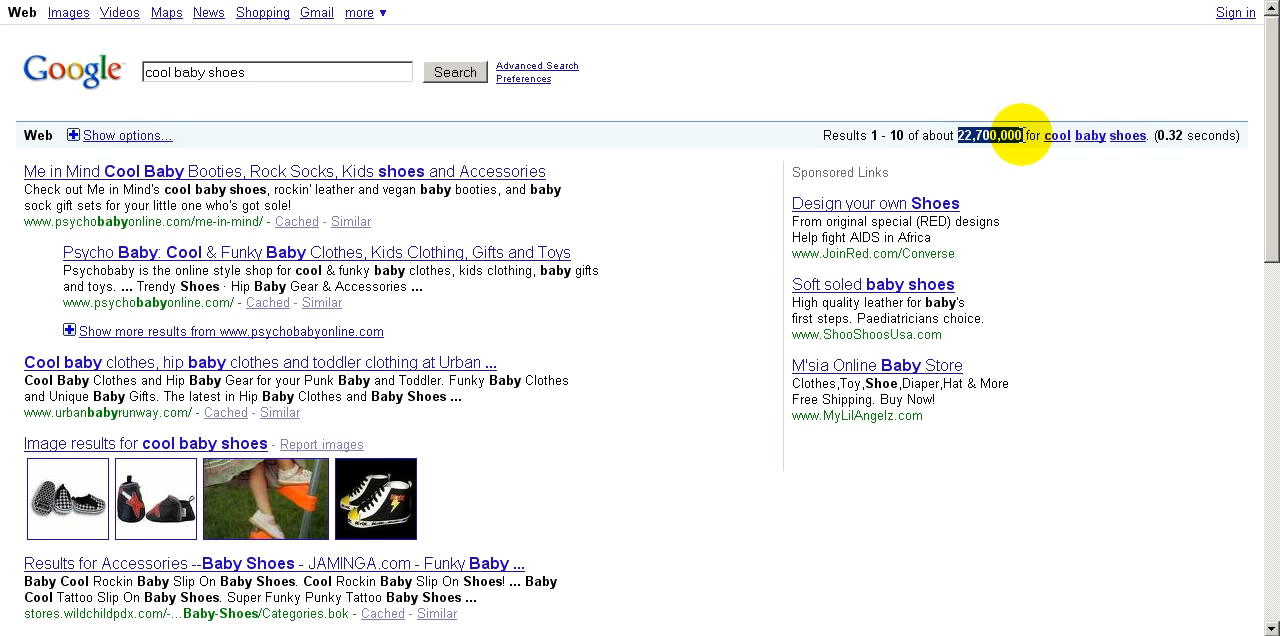 Web Images Videos Maps News Shopping Gmail more ▼ Sign in
Google cool baby shoes Search Advanced Search
Preferences
Web Show options... Results 1 - 10 of about 22,700,000 for cool baby shoes. (0.32 seconds)
Me in Mind Cool Baby Booties, Rock Socks, Kids shoes and Accessories
Check out Me in Mind's cool baby shoes, rockin' leather and vegan baby booties, and baby
sock gift sets for your little one who's got sole!
www.psychobabyonline.com/me-in-mind/ - Cached - Similar
Psycho Baby: Cool & Funky Baby Clothes, Kids Clothing, Gifts and Toys
Psychobaby is the online style shop for cool & funky baby clothes, kids clothing, baby gifts
and toys. ... Trendy Shoes · Hip Baby Gear & Accessories ...
www.psychobabyonline.com/ - Cached - Similar
Show more results from www.psychobabyonline.com
Cool baby clothes, hip baby clothes and toddler clothing at Urban ...
Cool Baby Clothes and Hip Baby Gear for your Punk Baby and Toddler. Funky Baby Clothes
and Unique Baby Gifts. The latest in Hip Baby Clothes and Baby Shoes ...
www.urbanbabyrunway.com/ - Cached - Similar
Image results for cool baby shoes - Report images
Results for Accessories --Baby Shoes - JAMINGA.com - Funky Baby ...
Baby Cool Rockin Baby Slip On Baby Shoes. Cool Rockin Baby Slip On Shoes! ... Baby
Cool Tattoo Slip On Baby Shoes. Super Funky Punky Tattoo Baby Shoes ...
stores.wildchildpdx.com/-...Baby-Shoes/Categories.bok - Cached - Similar
Sponsored Links
Design your own Shoes
From original special (RED) designs
Help fight AIDS in Africa
www.JoinRed.com/Converse
Soft soled baby shoes
High quality leather for baby's
first steps. Paediatricians choice.
www.ShooShoosUsa.com
M'sia Online Baby Store
Clothes,Toy,Shoe,Diaper,Hat & More
Free Shipping. Buy Now!
www.MyLilAngelz.com